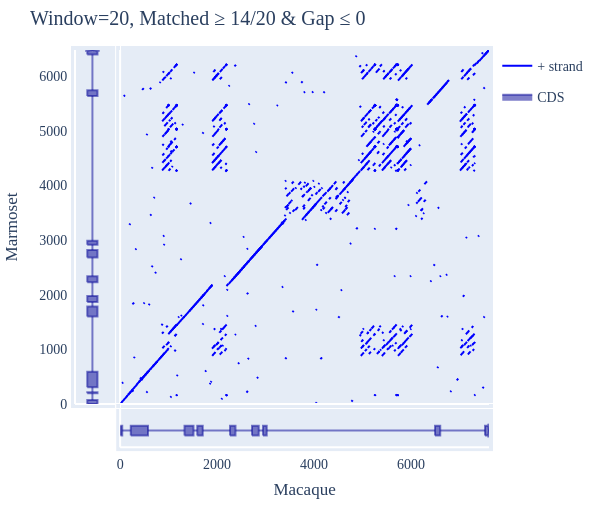 Window=20, Matched ≥ 14/20 & Gap ≤ 0
+ strand
CDS
Marmoset
6000
5000
4000
3000
2000
1000
0
0 2000 4000 6000
Macaque